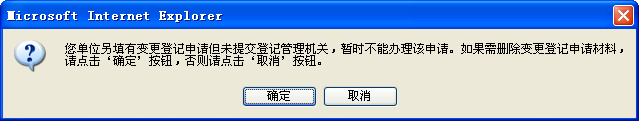 Microsoft Internet Explorer
您单位另填有变更登记申请但未提交登记管理机关，暂时不能办理该申请。如果需删除变更登记申请材料，
请点击‘确定’按钮，否则请点击‘取消’按钮。
确定 取消